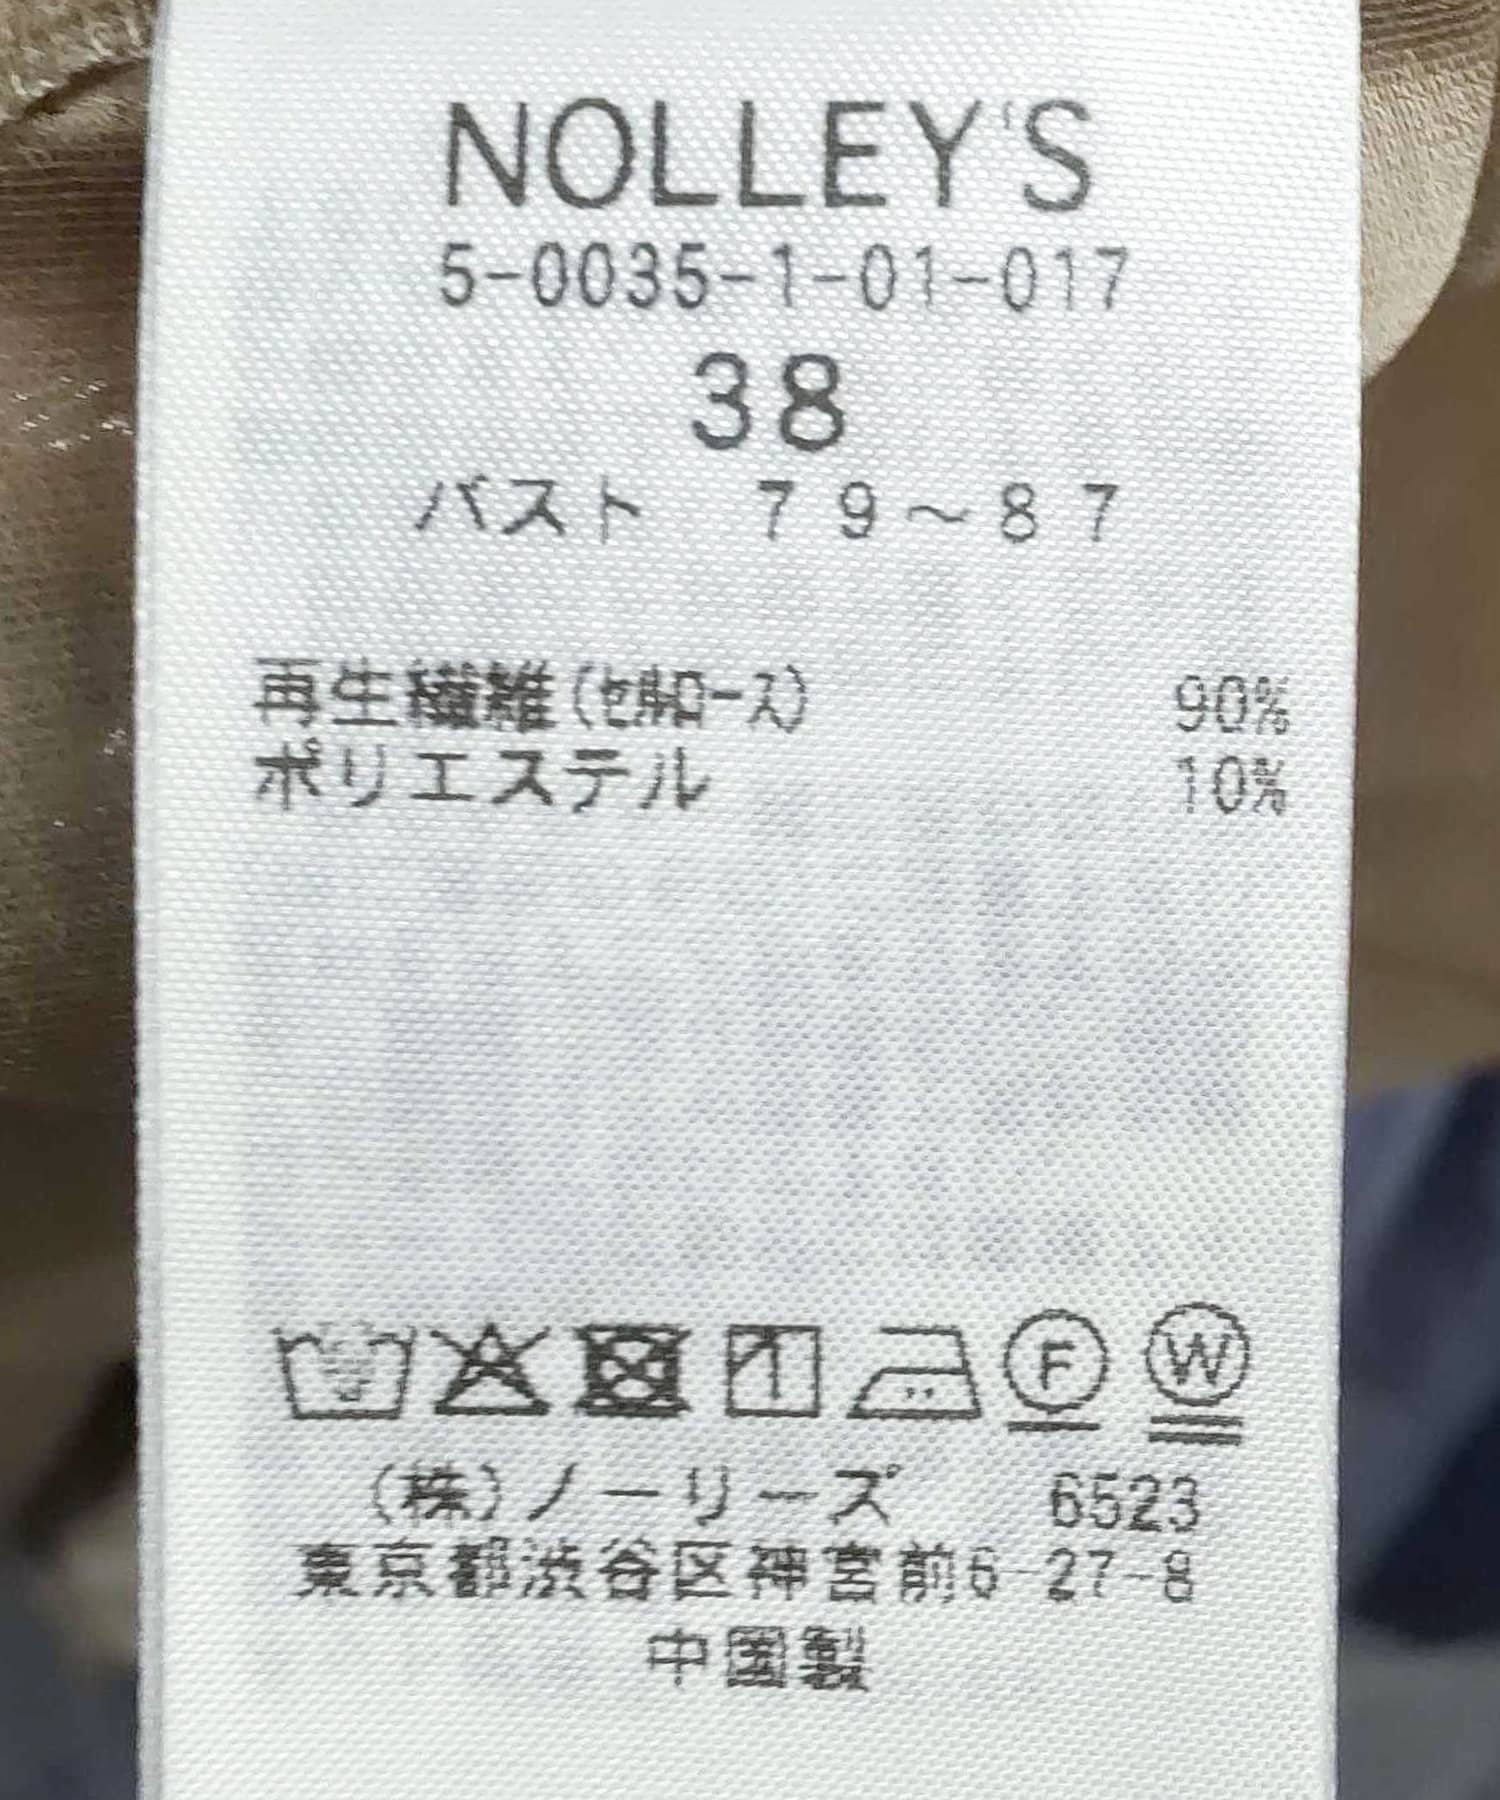 NOLLEY'S
5-0035-1-01-017
38
バスト 79～87
再生繊維(セルロース) 90%
ポリエステル 10%
F W
(株)ノーリーズ 6523
東京都渋谷区神宮前6-27-8
中国製